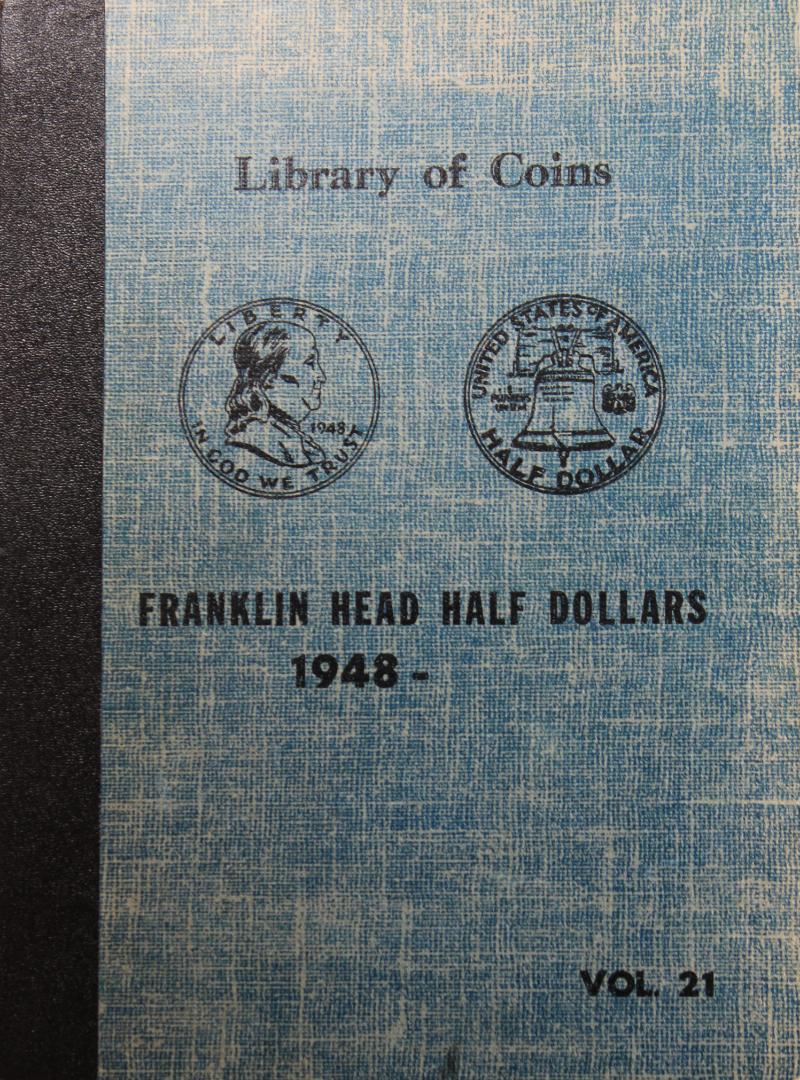 Library of Coins
LIBERTY
1948
IN GOD WE TRUST
UNITED STATES OF AMERICA
HALF DOLLAR
FRANKLIN HEAD HALF DOLLARS
1948 -
VOL. 21